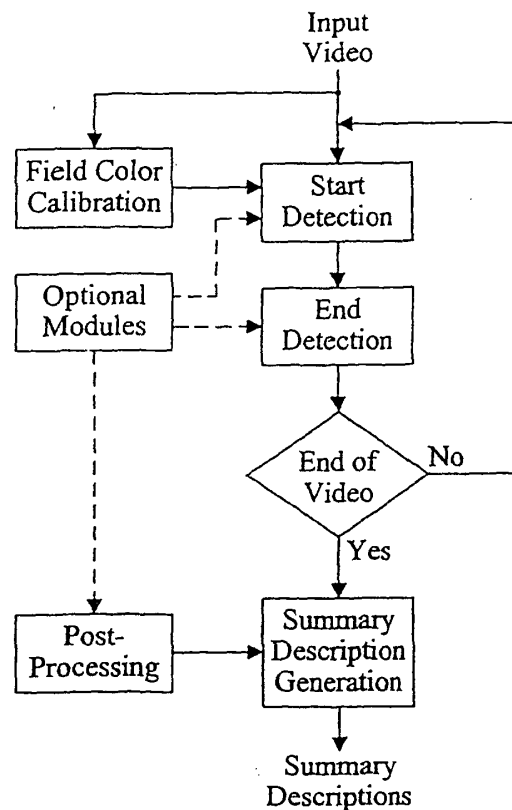 Input
Video
Field Color
Calibration
Start
Detection
Optional
Modules
End
Detection
End of
Video
No
Yes
Post-
Processing
Summary
Description
Generation
Summary
Descriptions